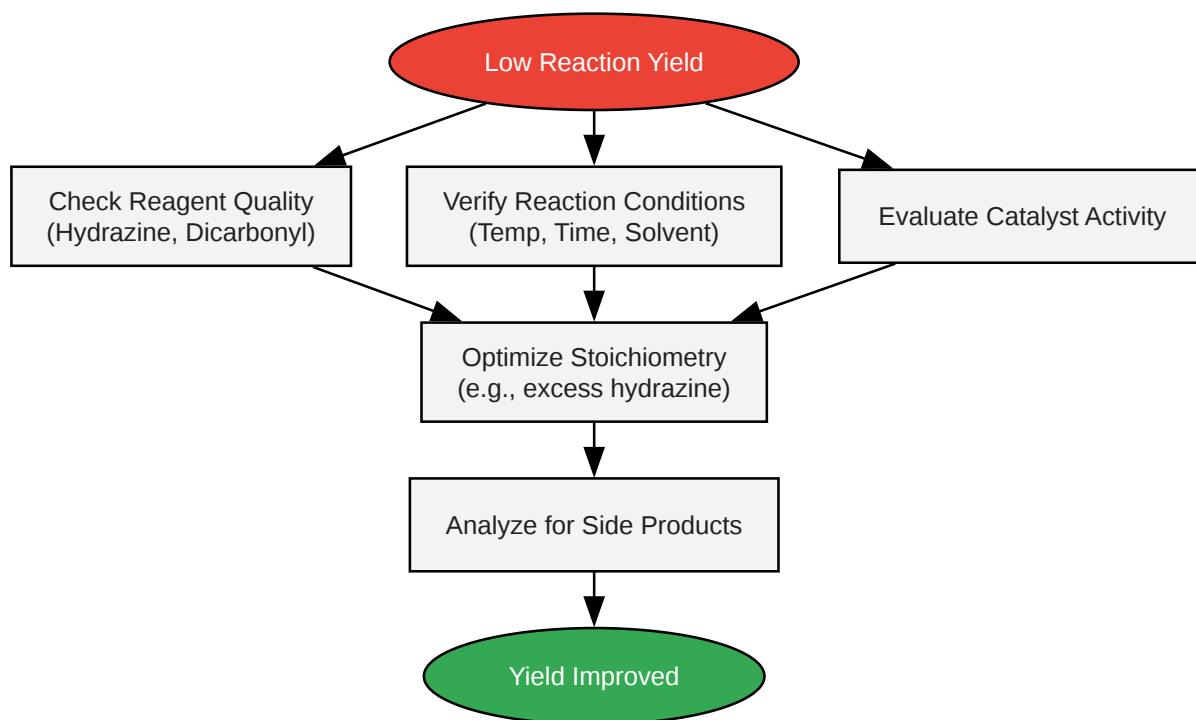 Low Reaction Yield
Check Reagent Quality
(Hydrazine, Dicarbonyl)
Verify Reaction Conditions
(Temp, Time, Solvent)
Evaluate Catalyst Activity
Optimize Stoichiometry
(e.g., excess hydrazine)
Analyze for Side Products
Yield Improved